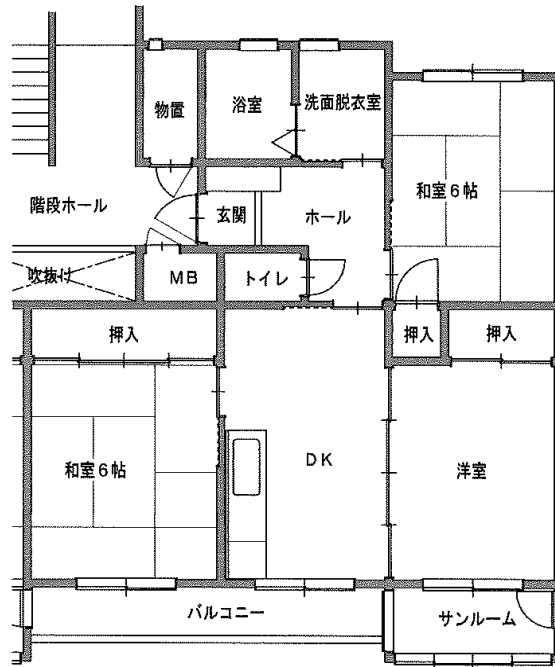 物置
浴室
洗面脱衣室
和室6帖
階段ホール
玄関
ホール
吹抜け
MB
トイレ
押入
押入
押入
和室6帖
DK
洋室
バルコニー
サンルーム